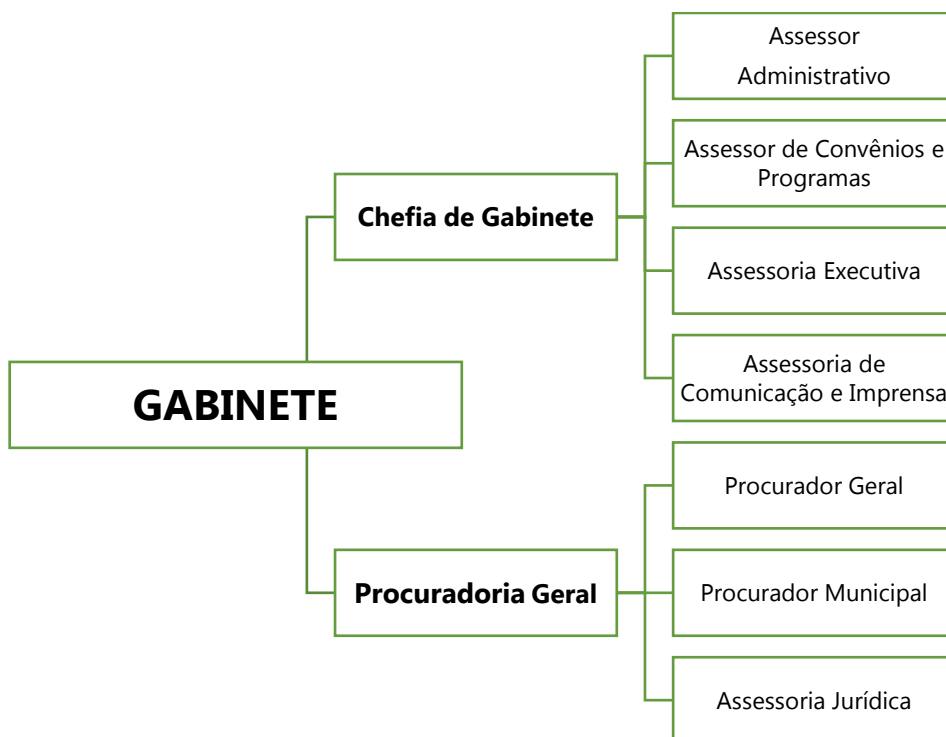 Assessor
Administrativo
Assessor de Convênios e
Programas
Chefia de Gabinete
Assessoria Executiva
Assessoria de
Comunicação e Imprensa
GABINETE
Procurador Geral
Procuradoria Geral
Procurador Municipal
Assessoria Jurídica